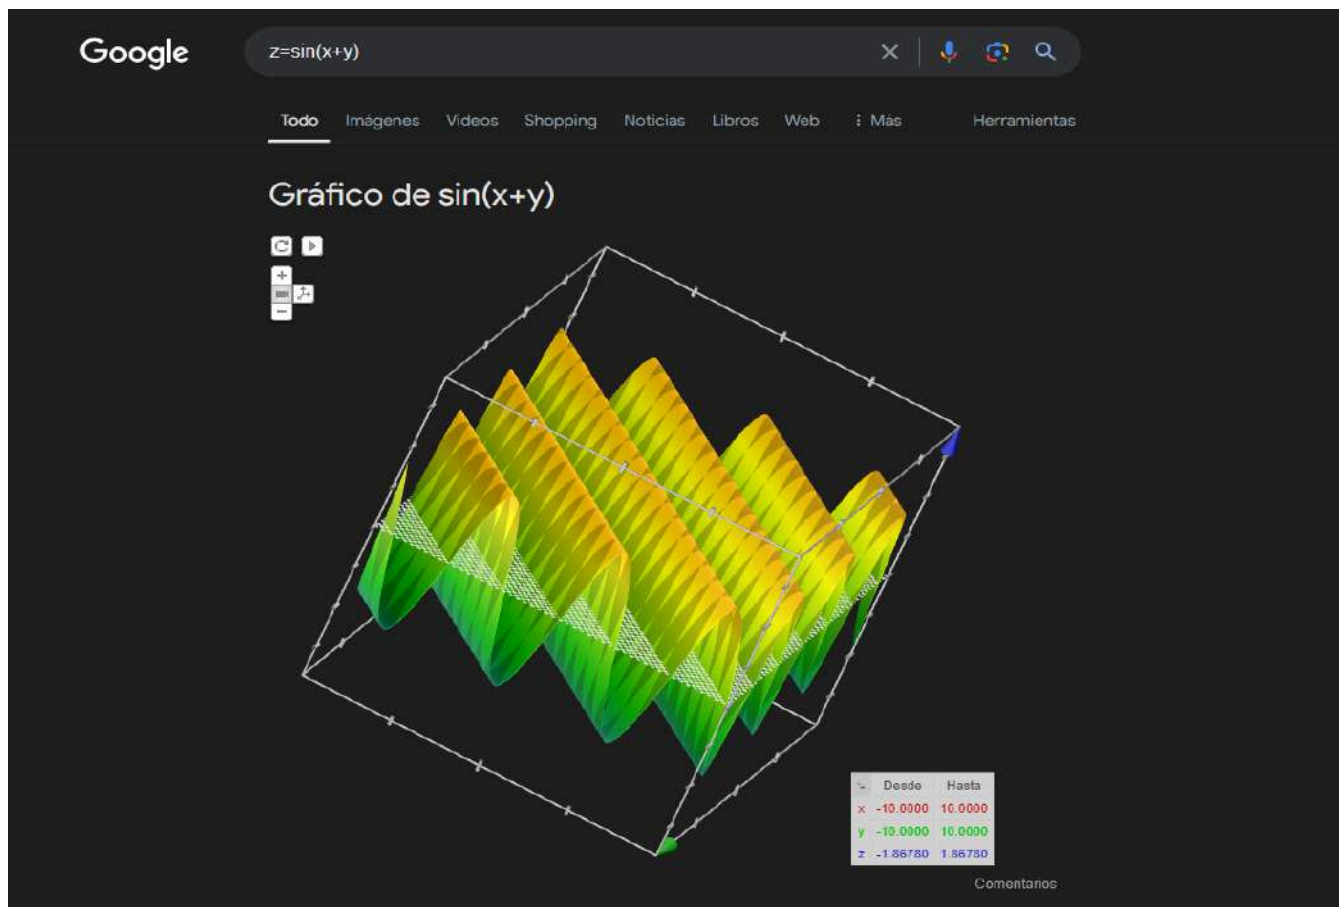 Google
z=sin(x+y)
Todo Imágenes Videos Shopping Noticias Libros Web Más Herramientas
Gráfico de sin(x+y)
Desde Hasta
x -10.0000 10.0000
y -10.0000 10.0000
z -1.86780 1.86780
Comentarios